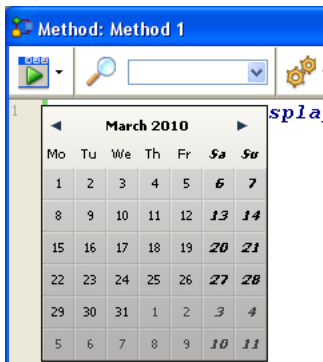 Method: Method 1
1
spla
March 2010
Mo Tu We Th Fr Sa Su
1 2 3 4 5 6 7
8 9 10 11 12 13 14
15 16 17 18 19 20 21
22 23 24 25 26 27 28
29 30 31 1 2 3 4
5 6 7 8 9 10 11